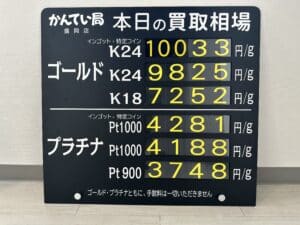 かんてい局 本日の買取相場
盛岡店
インゴット・特定コイン
K24 10033 円/g
ゴールド K24 9825 円/g
K18 7252 円/g
インゴット・特定コイン
Pt1000 4281 円/g
プラチナ Pt1000 4188 円/g
Pt900 3748 円/g
ゴールド・プラチナともに、手数料は一切いただきません